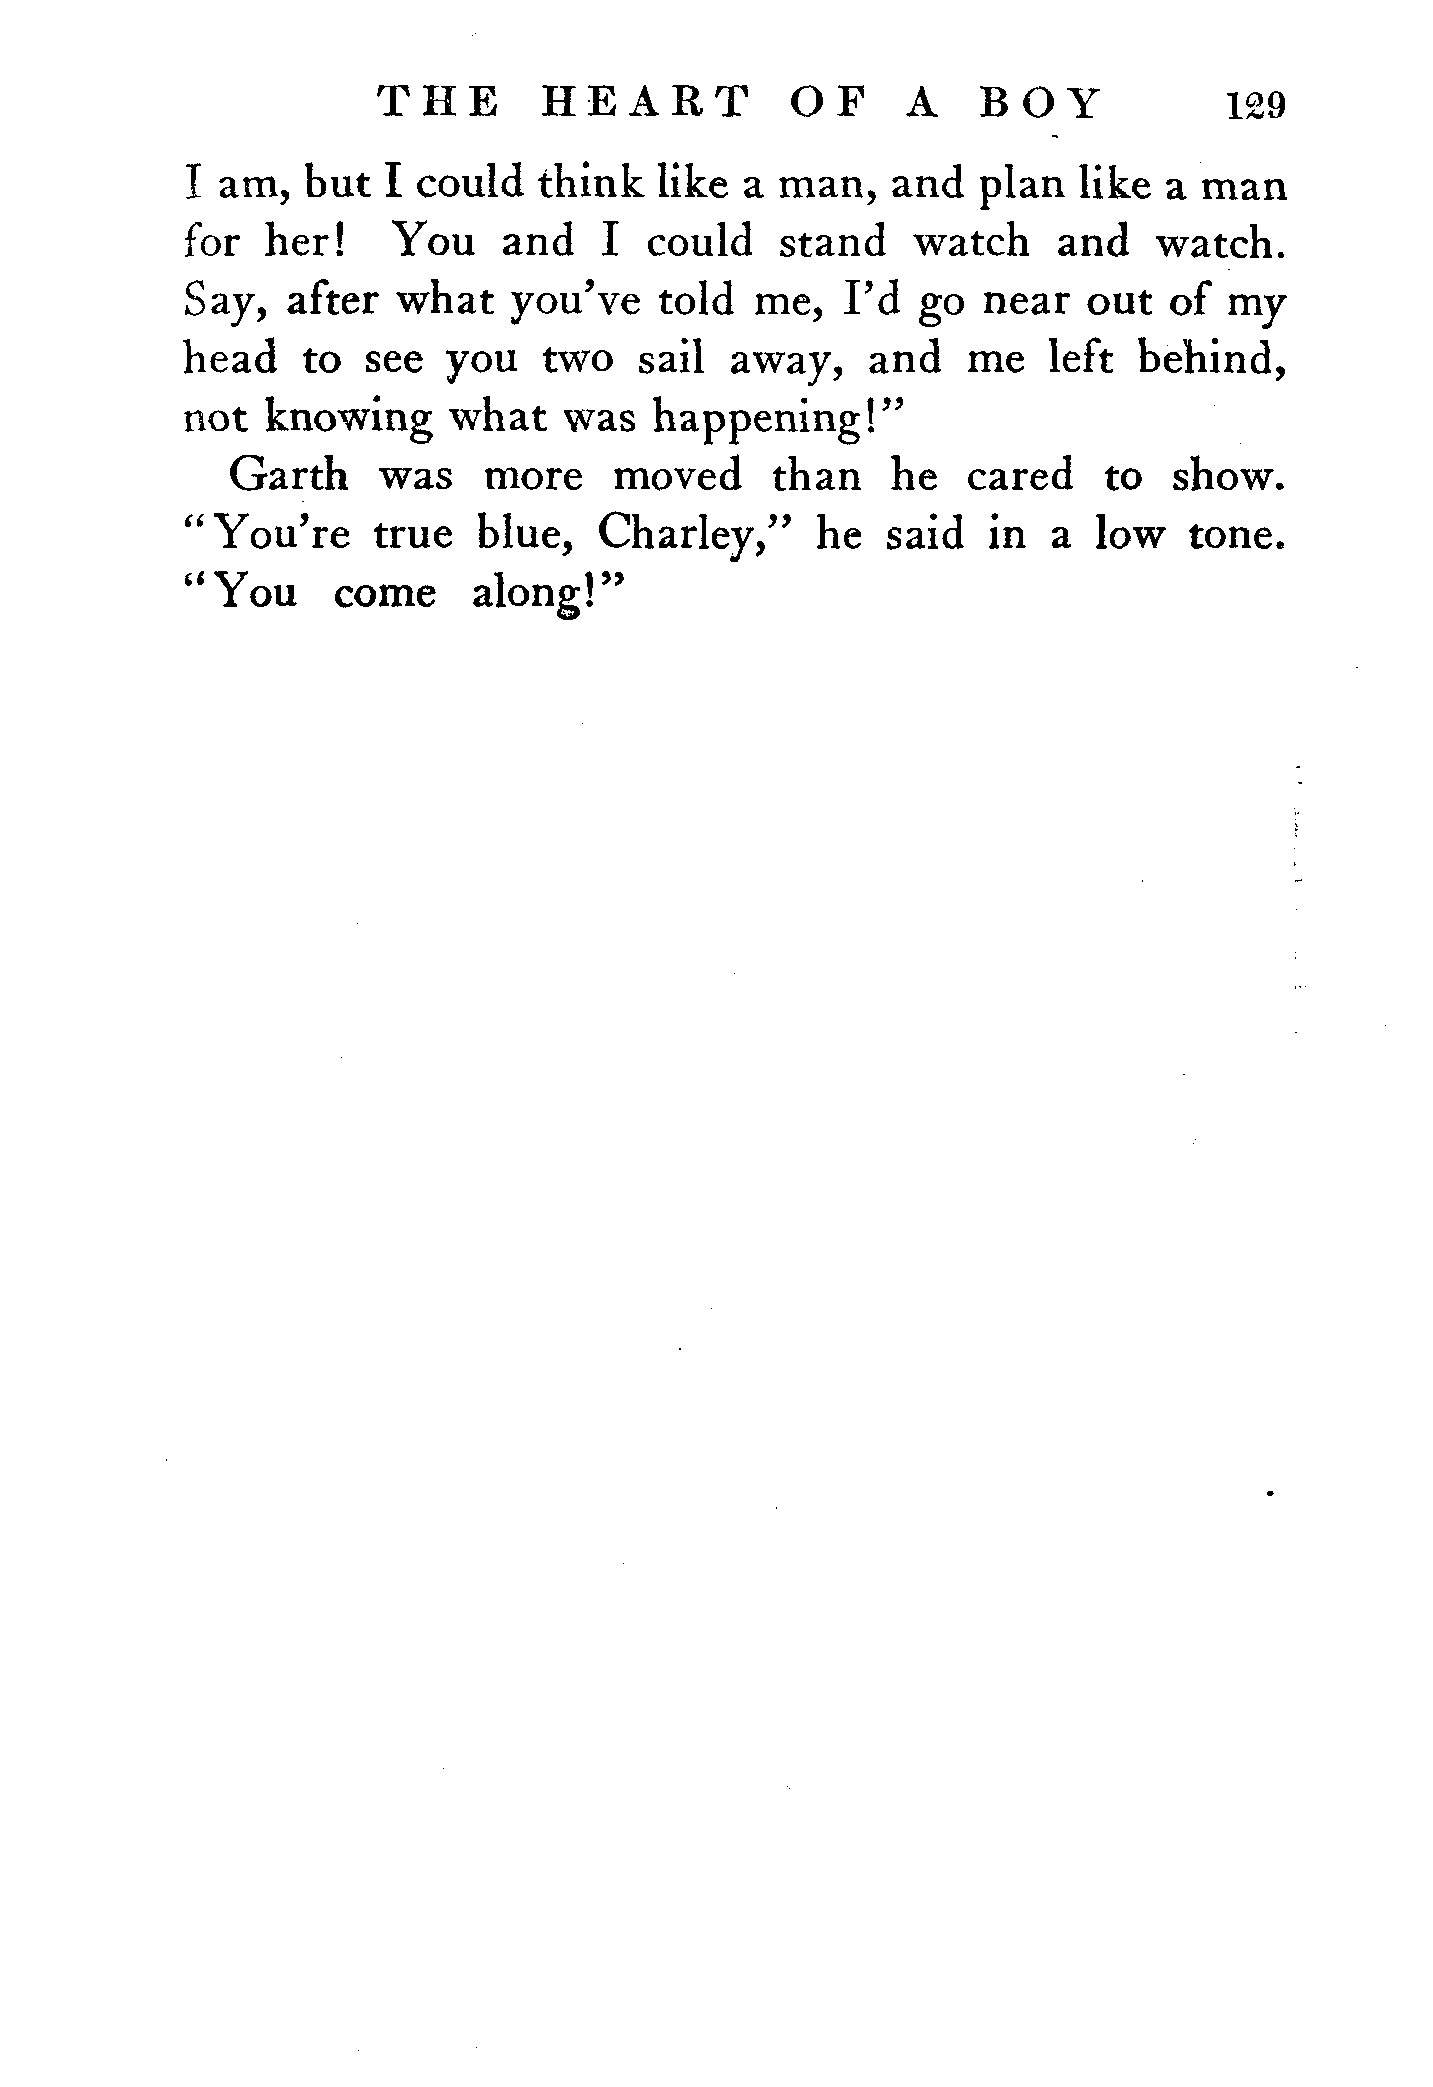 THE HEART OF A BOY 129
I am, but I could think like a man, and plan like a man
for her! You and I could stand watch and watch.
Say, after what you've told me, I'd go near out of my
head to see you two sail away, and me left behind,
not knowing what was happening!"
Garth was more moved than he cared to show.
"You're true blue, Charley," he said in a low tone.
"You come along!"